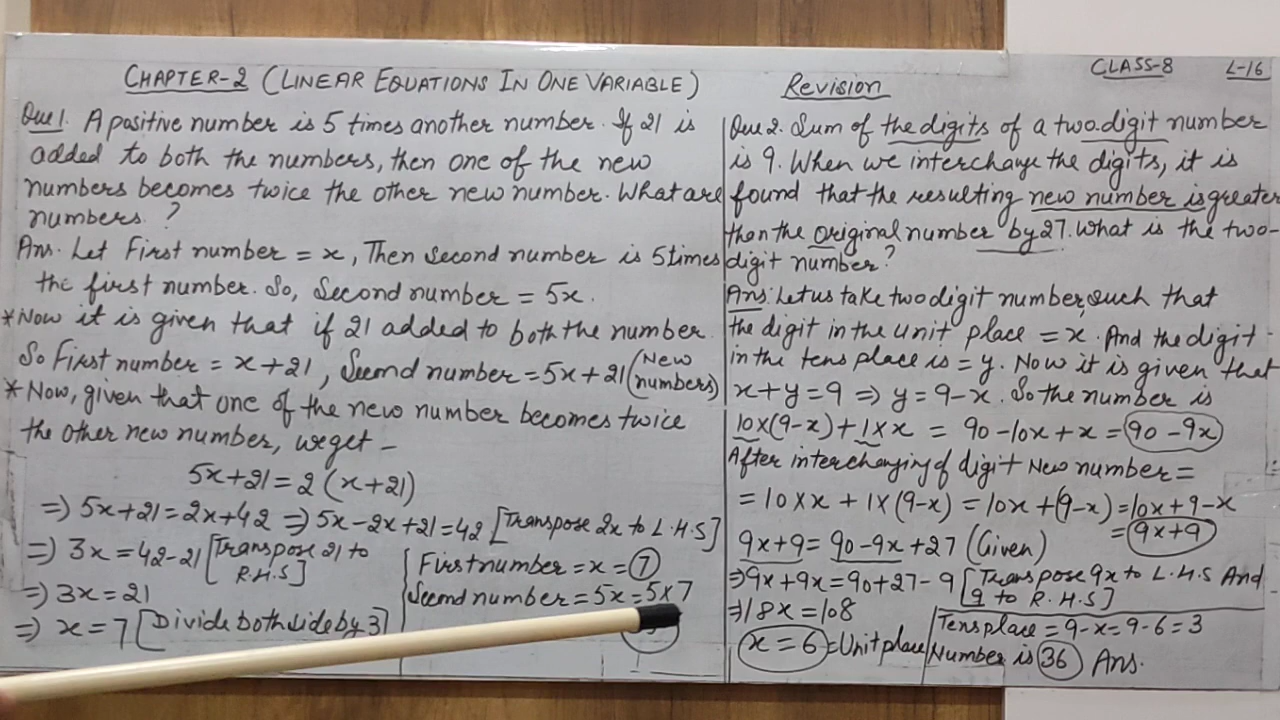 CHAPTER-2 (LINEAR EQUATIONS IN ONE VARIABLE)
Revision
CLASS-8 L-16
Que 1. A positive number is 5 times another number. If 21 is
added to both the numbers, then one of the new
numbers becomes twice the other new number. What are
numbers ?
Ans. Let First number = x, Then Second number is 5 times
the first number. So, Second number = 5x.
*Now it is given that if 21 added to both the number
So First number = x+21, Second number = 5x+21 (New numbers)
*Now, given that one of the new number becomes twice
the other new number, we get –
5x+21 = 2 (x+21)
⇒ 5x+21 = 2x+42 ⇒ 5x-2x+21 = 42 [Transpose 2x to L.H.S]
⇒ 3x = 42-21 [Transpose 21 to
R.H.S]
⇒ 3x = 21
⇒ x = 7 [Divide both side by 3]
First number = x = 7
Second number = 5x = 5×7
Que 2. Sum of the digits of a two-digit number
is 9. When we interchange the digits, it is
found that the resulting new number is greater
than the original number by 27. What is the two-
digit number?
Ans. Let us take two digit number, such that
the digit in the unit place = x. And the digit
in the tens place is = y. Now it is given that
x+y = 9 ⇒ y = 9-x. So the number is
10×(9-x)+1×x = 90-10x+x = 90-9x
After interchanging of digit New number =
= 10×x + 1×(9-x) = 10x+(9-x) = 10x+9-x
= 9x+9
9x+9 = 90-9x+27 (Given)
⇒ 9x+9x = 90+27-9 [Transpose 9x to L.H.S And
9 to R.H.S]
⇒ 18x = 108
x = 6 = Unit place
Tens place = 9-x = 9-6 = 3
Number is 36 Ans.